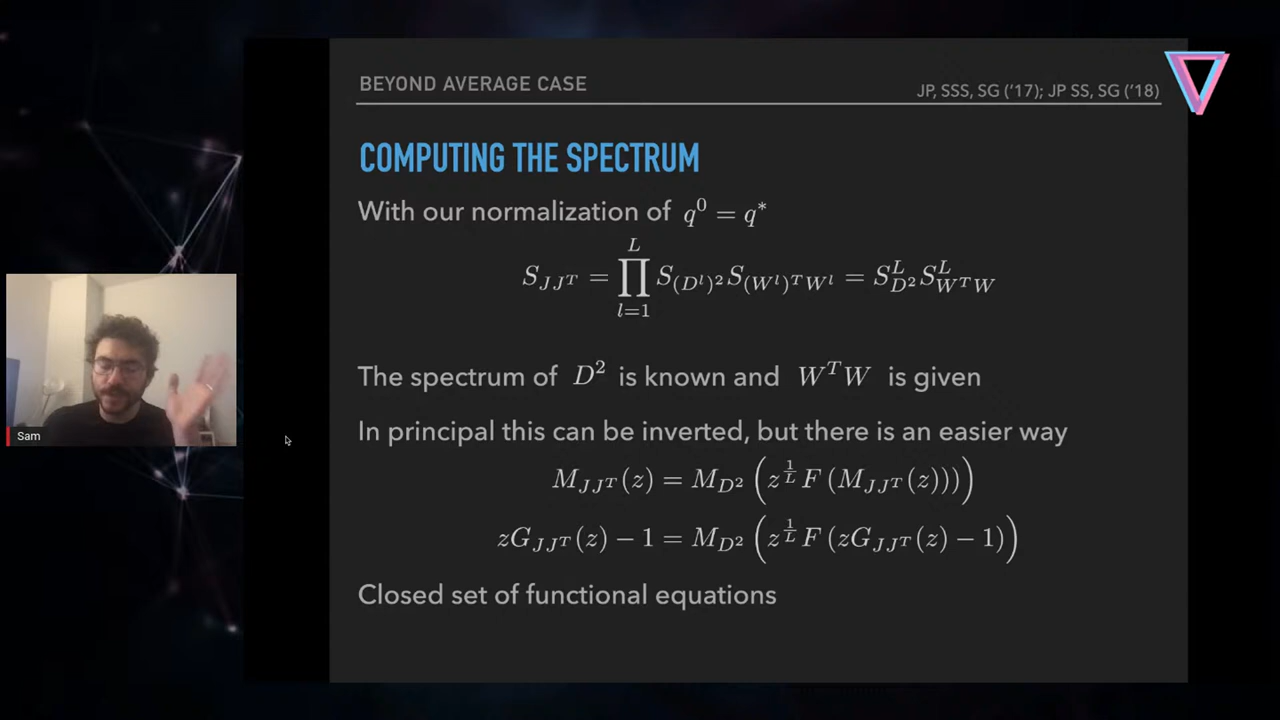 BEYOND AVERAGE CASE
JP, SSS, SG ('17); JP SS, SG ('18)
COMPUTING THE SPECTRUM
With our normalization of $q^0 = q^*$
$S_{JJ^T} = \prod_{l=1}^{L} S_{(D^l)^2} S_{(W^l)^T W^l} = S^L_{D^2} S^L_{W^T W}$
The spectrum of $D^2$ is known and $W^T W$ is given
In principal this can be inverted, but there is an easier way
$M_{JJ^T}(z) = M_{D^2}\left(z^{\frac{1}{L}} F\left(M_{JJ^T}(z))\right)\right)$
$zG_{JJ^T}(z) - 1 = M_{D^2}\left(z^{\frac{1}{L}} F\left(zG_{JJ^T}(z) - 1\right)\right)$
Closed set of functional equations
Sam